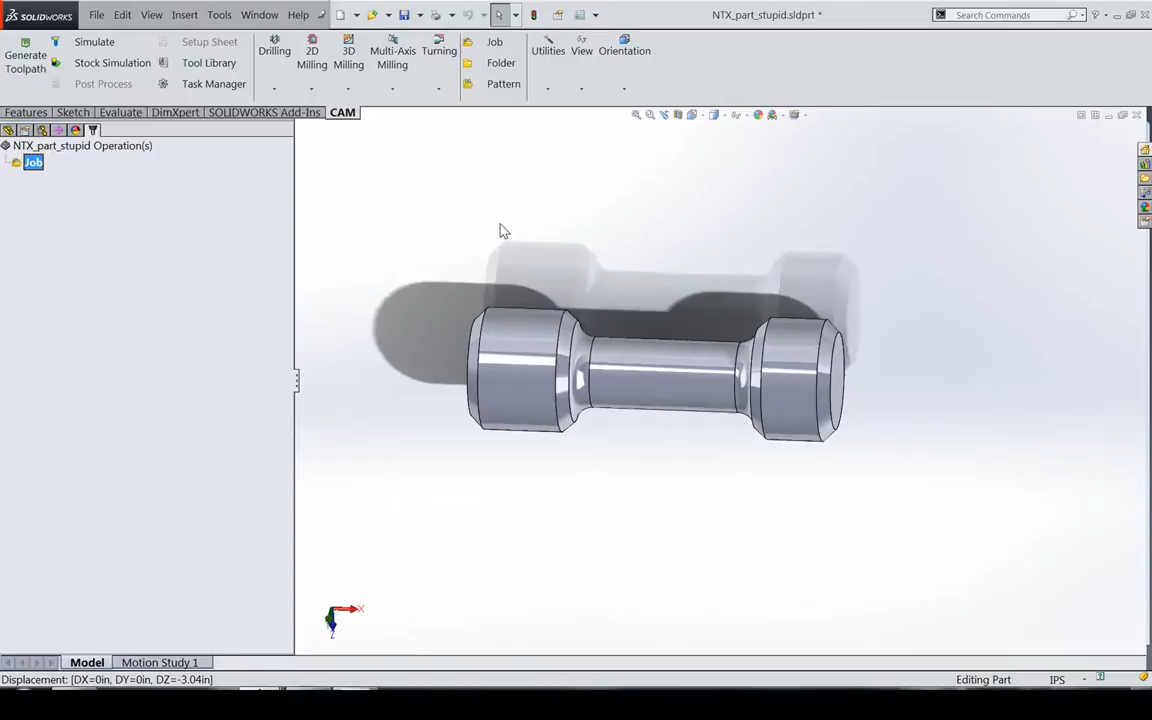 SOLIDWORKS File Edit View Insert Tools Window Help NTX_part_stupid.sldprt * Search Commands ?
Generate Toolpath
Simulate
Stock Simulation
Post Process
Setup Sheet
Tool Library
Task Manager
Drilling
2D Milling
3D Milling
Multi-Axis Milling
Turning
Job
Folder
Pattern
Utilities
View
Orientation
Features Sketch Evaluate DimXpert SOLIDWORKS Add-Ins CAM
NTX_part_stupid Operation(s)
Job
X
Z
Model Motion Study 1
Displacement: [DX=0in, DY=0in, DZ=-3.04in] Editing Part IPS